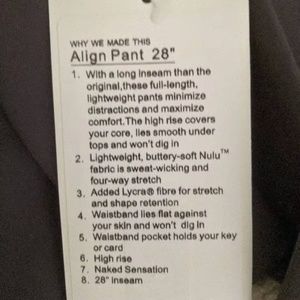 WHY WE MADE THIS
Align Pant 28"
1. With a long Inseam than the
original,these full-length,
lightweight pants minimize
distractions and maximize
comfort.The high rise covers
your core, lies smooth under
tops and won't dig in
2. Lightweight, buttery-soft Nulu™
fabric is sweat-wicking and
four-way stretch
3. Added Lycra® fibre for stretch
and shape retention
4. Waistband lies flat against
your skin and won't dig in
5. Waistband pocket holds your key
or card
6. High rise
7. Naked Sensation
8. 28" Inseam